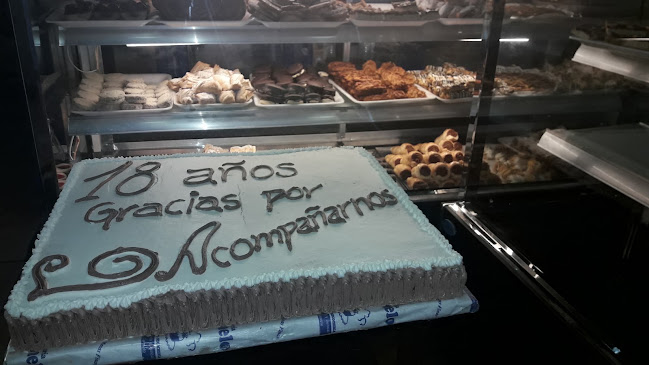 18 años
Gracias por
Acompañarnos